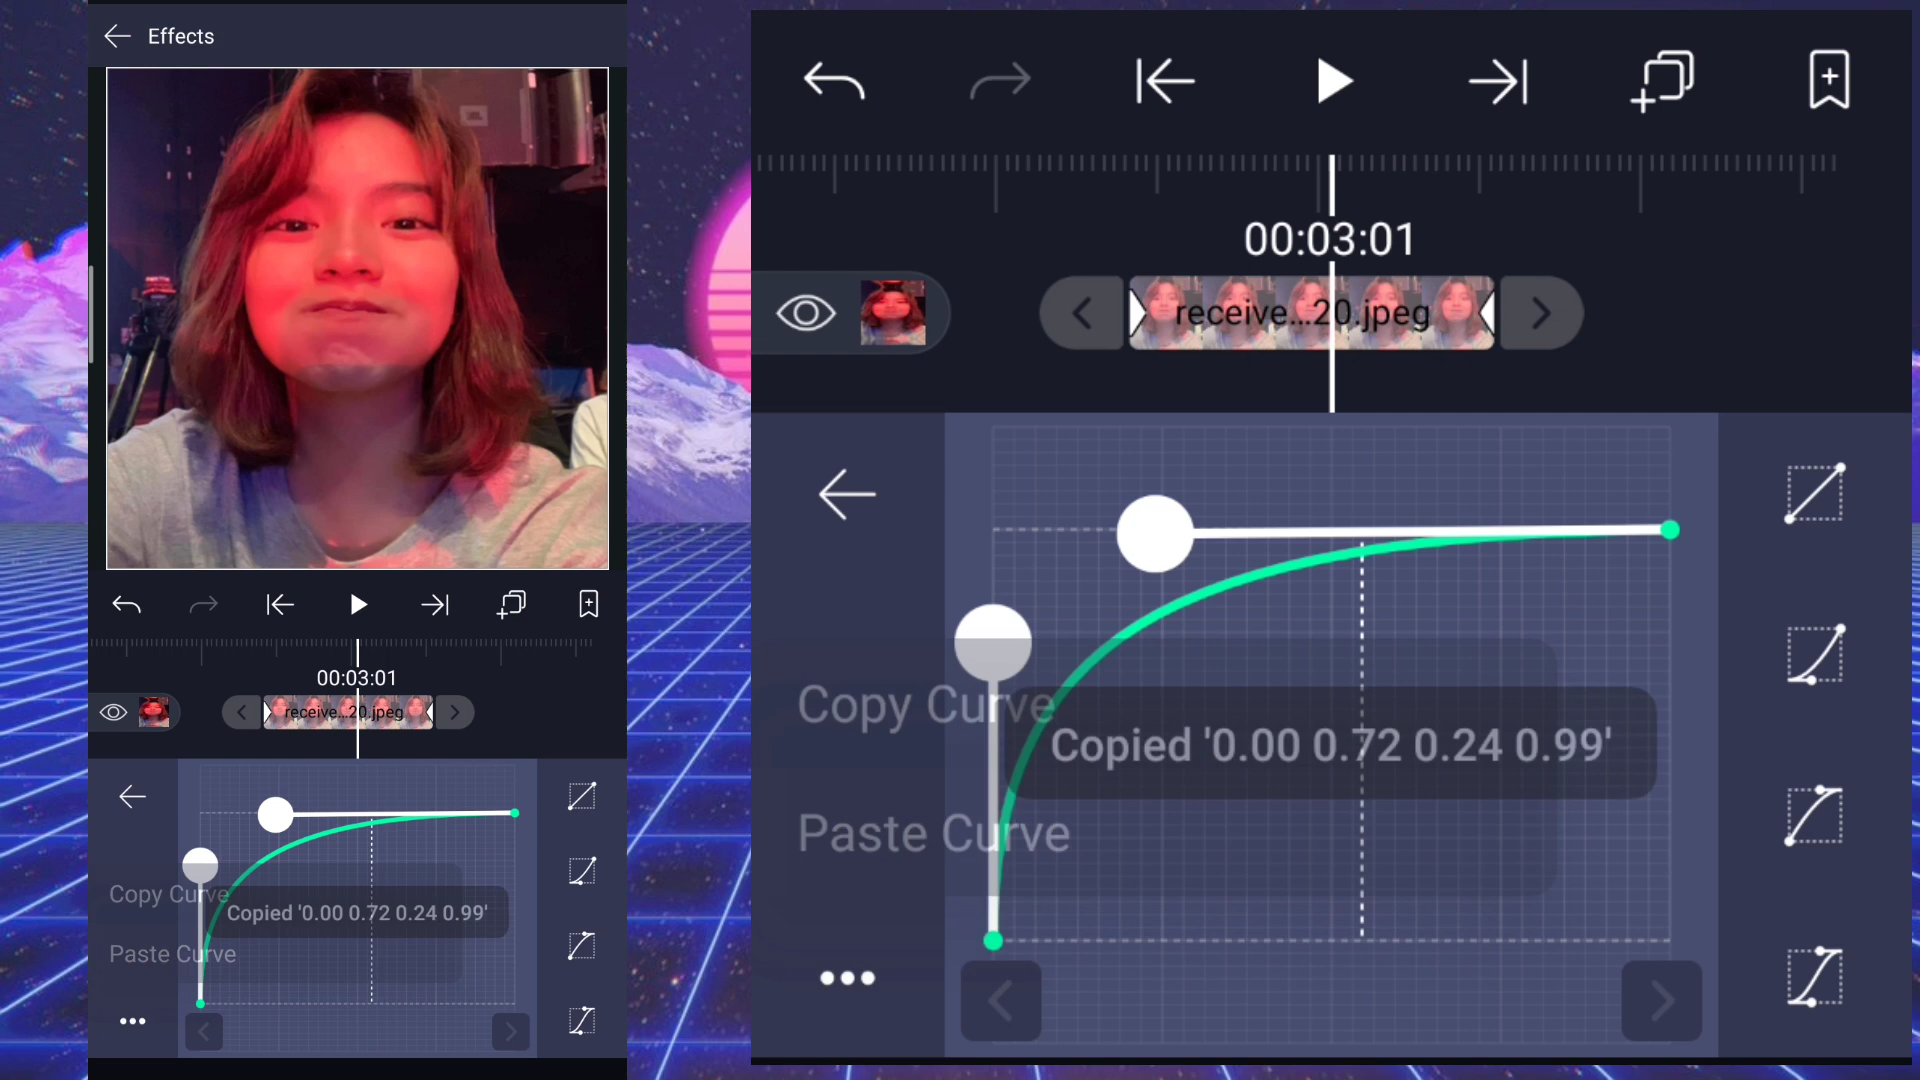 Effects
00:03:01
receive...20.jpeg
Copy Curve
Copied '0.00 0.72 0.24 0.99'
Paste Curve
00:03:01
receive...20.jpeg
Copy Curve
Copied '0.00 0.72 0.24 0.99'
Paste Curve